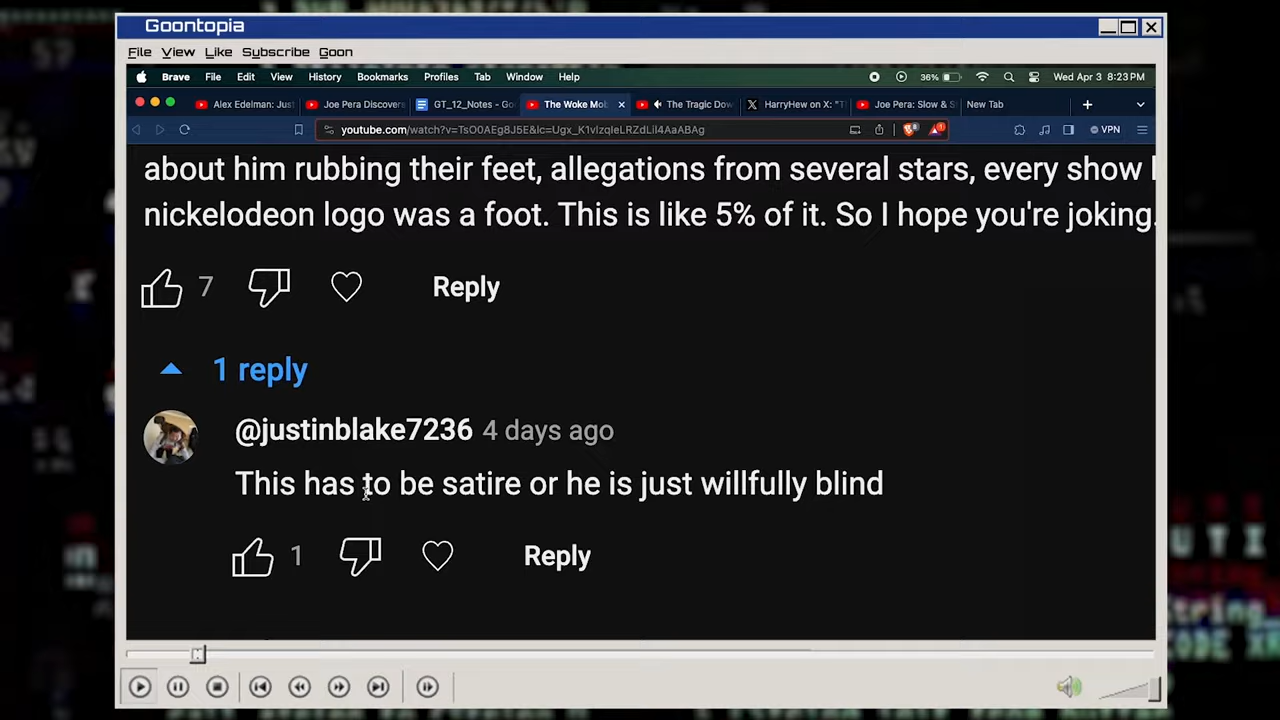 Goontopia
File View Like Subscribe Goon
Brave File Edit View History Bookmarks Profiles Tab Window Help 36% Wed Apr 3 8:23 PM
Alex Edelman: Jus Joe Pera Discovers GT_12_Notes - Go The Woke Mob The Tragic Dow HarryHew on X: "T Joe Pera: Slow & S New Tab
youtube.com/watch?v=TsO0AEg8J5E&lc=Ugx_K1vIzqIeLRZdLil4AaABAg VPN
about him rubbing their feet, allegations from several stars, every show
nickelodeon logo was a foot. This is like 5% of it. So I hope you're joking.
7 Reply
1 reply
@justinblake7236 4 days ago
This has to be satire or he is just willfully blind
1 Reply